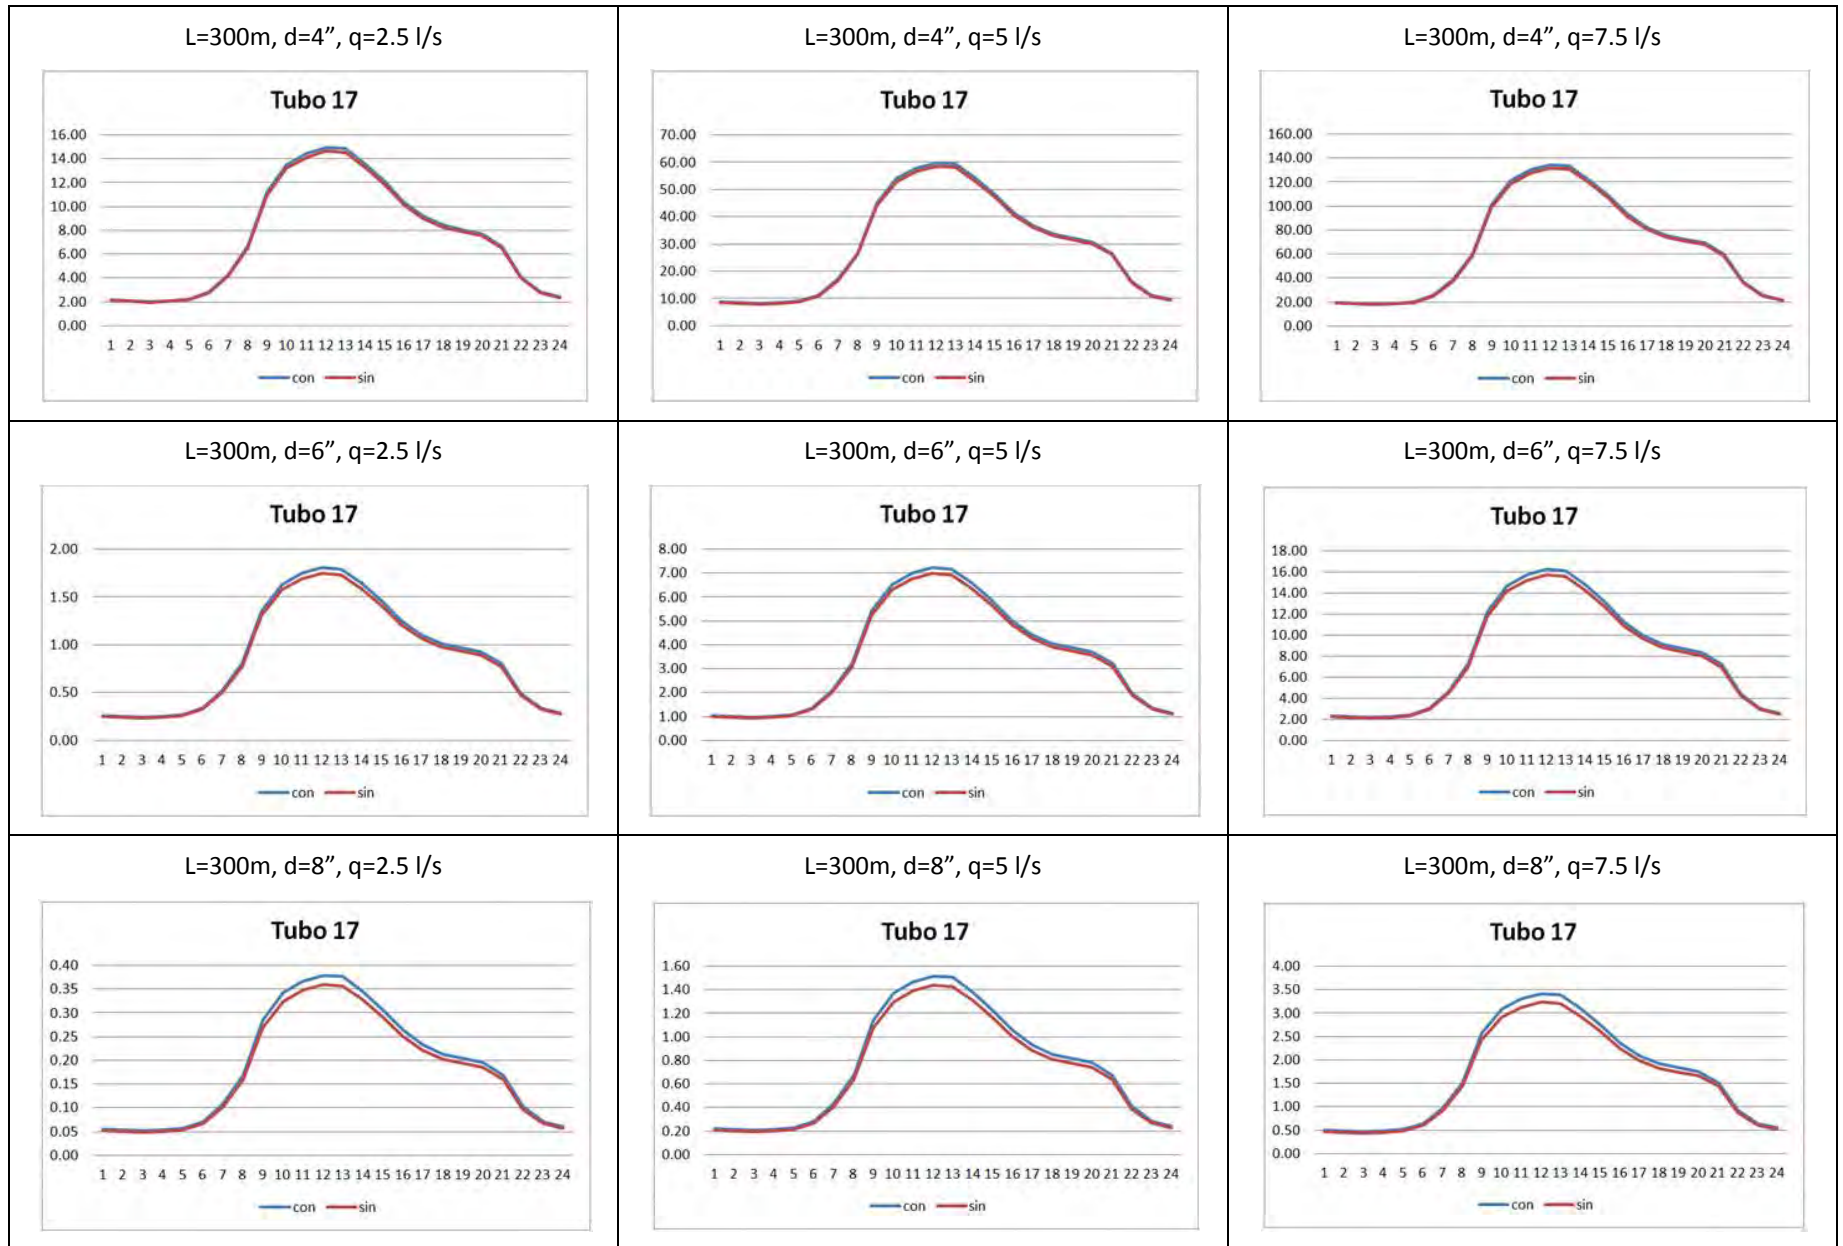 L=300m, d=4”, q=2.5 l/s
Tubo 17
16.00
14.00
12.00
10.00
8.00
6.00
4.00
2.00
0.00
1 2 3 4 5 6 7 8 9 10 11 12 13 14 15 16 17 18 19 20 21 22 23 24
con sin
L=300m, d=4”, q=5 l/s
Tubo 17
70.00
60.00
50.00
40.00
30.00
20.00
10.00
0.00
1 2 3 4 5 6 7 8 9 10 11 12 13 14 15 16 17 18 19 20 21 22 23 24
con sin
L=300m, d=4”, q=7.5 l/s
Tubo 17
160.00
140.00
120.00
100.00
80.00
60.00
40.00
20.00
0.00
1 2 3 4 5 6 7 8 9 10 11 12 13 14 15 16 17 18 19 20 21 22 23 24
con sin
L=300m, d=6”, q=2.5 l/s
Tubo 17
2.00
1.50
1.00
0.50
0.00
1 2 3 4 5 6 7 8 9 10 11 12 13 14 15 16 17 18 19 20 21 22 23 24
con sin
L=300m, d=6”, q=5 l/s
Tubo 17
8.00
7.00
6.00
5.00
4.00
3.00
2.00
1.00
0.00
1 2 3 4 5 6 7 8 9 10 11 12 13 14 15 16 17 18 19 20 21 22 23 24
con sin
L=300m, d=6”, q=7.5 l/s
Tubo 17
18.00
16.00
14.00
12.00
10.00
8.00
6.00
4.00
2.00
0.00
1 2 3 4 5 6 7 8 9 10 11 12 13 14 15 16 17 18 19 20 21 22 23 24
con sin
L=300m, d=8”, q=2.5 l/s
Tubo 17
0.40
0.35
0.30
0.25
0.20
0.15
0.10
0.05
0.00
1 2 3 4 5 6 7 8 9 10 11 12 13 14 15 16 17 18 19 20 21 22 23 24
con sin
L=300m, d=8”, q=5 l/s
Tubo 17
1.60
1.40
1.20
1.00
0.80
0.60
0.40
0.20
0.00
1 2 3 4 5 6 7 8 9 10 11 12 13 14 15 16 17 18 19 20 21 22 23 24
con sin
L=300m, d=8”, q=7.5 l/s
Tubo 17
4.00
3.50
3.00
2.50
2.00
1.50
1.00
0.50
0.00
1 2 3 4 5 6 7 8 9 10 11 12 13 14 15 16 17 18 19 20 21 22 23 24
con sin